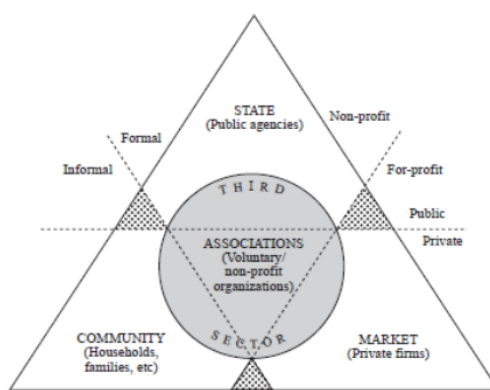 STATE
(Public agencies)
Non-profit
Formal
Informal
For-profit
THIRD
Public
Private
ASSOCIATIONS
(Voluntary/
non-profit
organizations)
SECTOR
COMMUNITY
(Households,
families, etc)
MARKET
(Private firms)